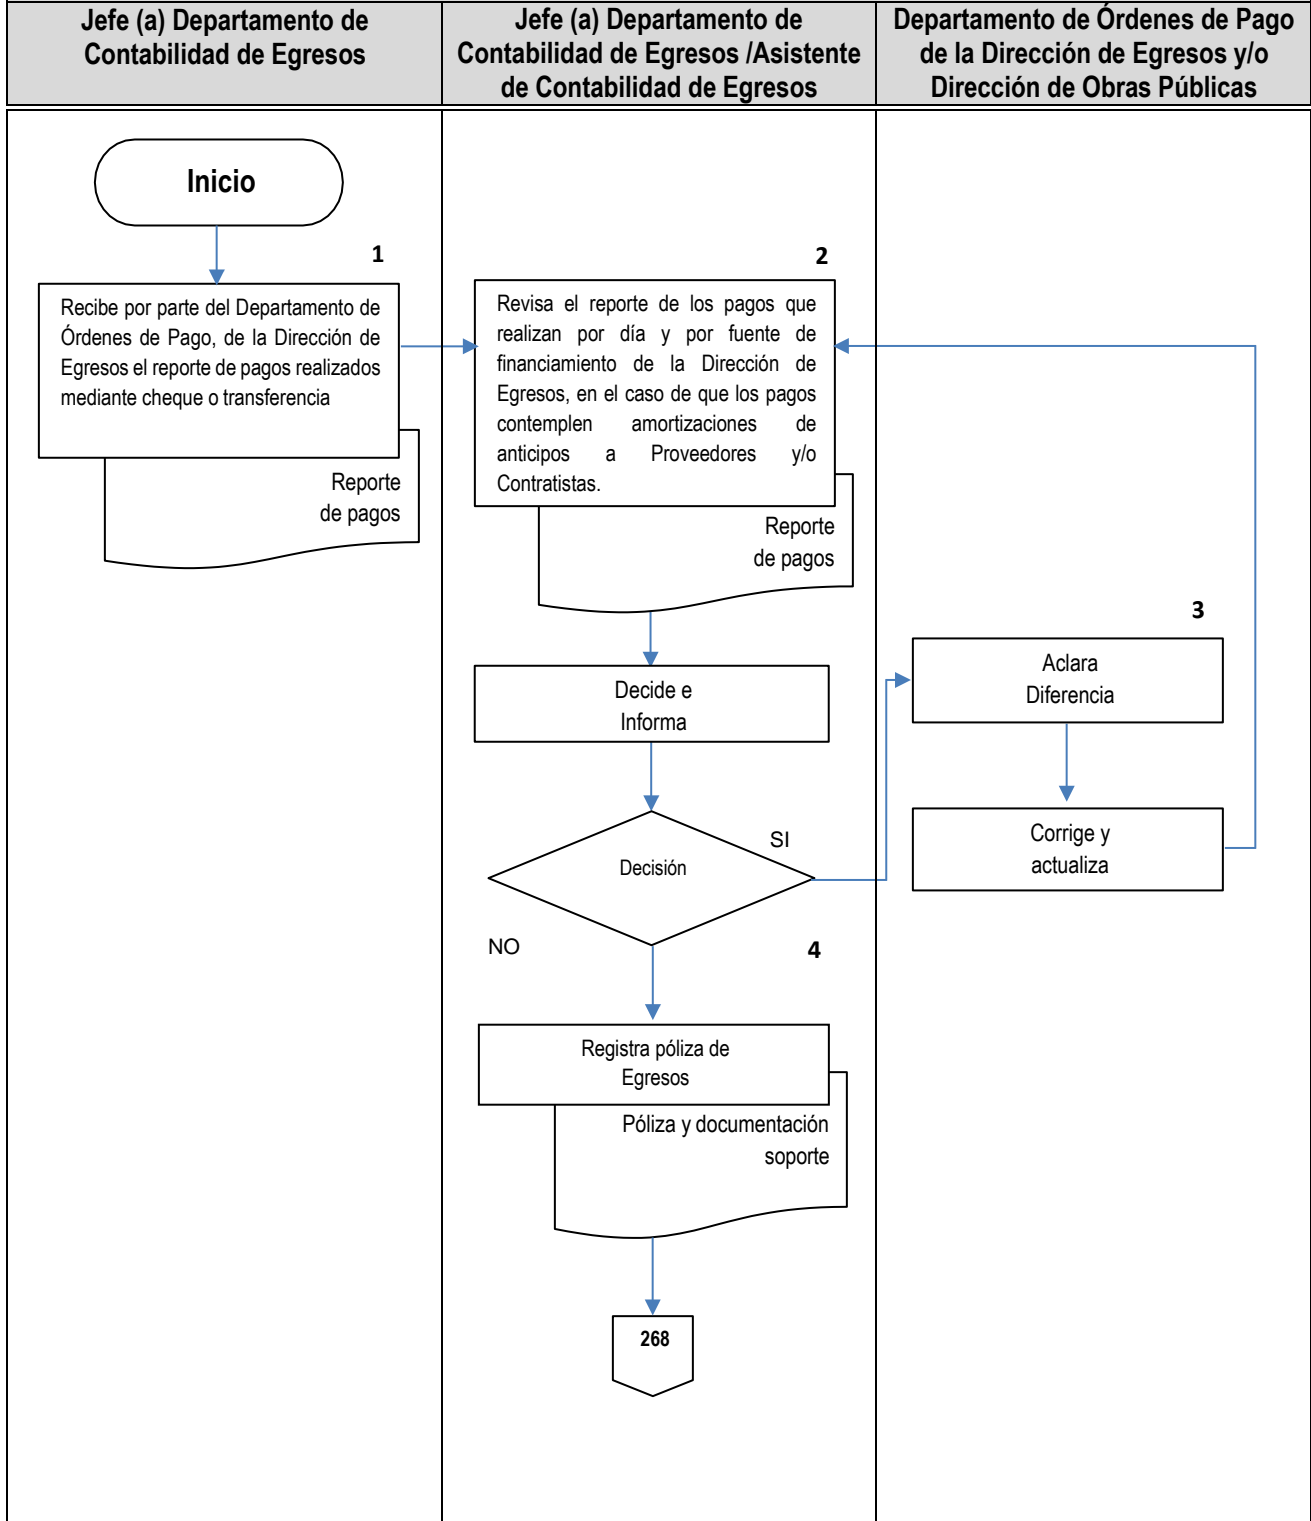 Jefe (a) Departamento de
Contabilidad de Egresos
Jefe (a) Departamento de
Contabilidad de Egresos /Asistente
de Contabilidad de Egresos
Departamento de Órdenes de Pago
de la Dirección de Egresos y/o
Dirección de Obras Públicas
Inicio
1
Recibe por parte del Departamento de
Órdenes de Pago, de la Dirección de
Egresos el reporte de pagos realizados
mediante cheque o transferencia
Reporte
de pagos
2
Revisa el reporte de los pagos que
realizan por día y por fuente de
financiamiento de la Dirección de
Egresos, en el caso de que los pagos
contemplen amortizaciones de
anticipos a Proveedores y/o
Contratistas.
Reporte
de pagos
Decide e
Informa
Decisión
SI
NO
3
Aclara
Diferencia
Corrige y
actualiza
4
Registra póliza de
Egresos
Póliza y documentación
soporte
268